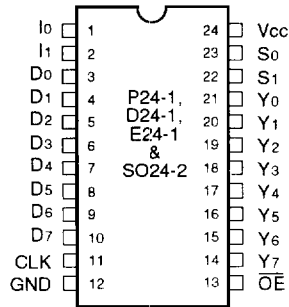 I0 1 24 Vcc
I1 2 23 S0
D0 3 22 S1
D1 4 P24-1, 21 Y0
D2 5 D24-1, 20 Y1
D3 6 E24-1 19 Y2
D4 7 & 18 Y3
D5 8 SO24-2 17 Y4
D6 9 16 Y5
D7 10 15 Y6
CLK 11 14 Y7
GND 12 13 OE